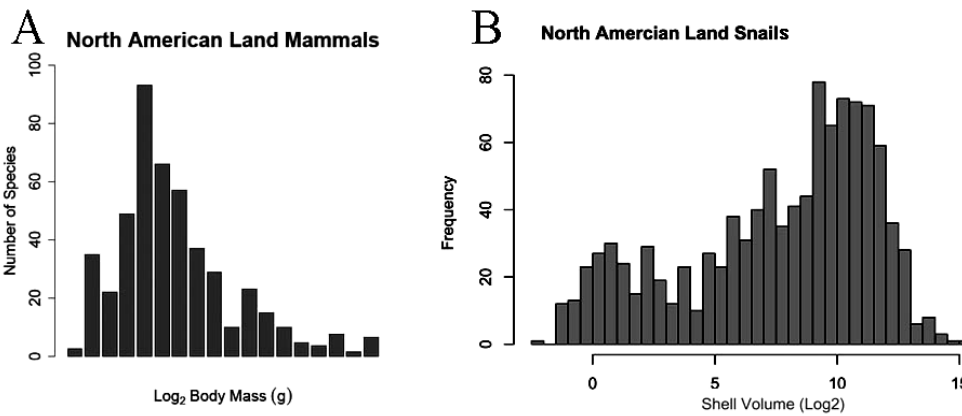 A
North American Land Mammals
Number of Species
0
20
40
60
80
100
Log₂ Body Mass (g)
B
North Amercian Land Snails
Frequency
0
20
40
60
80
0 5 10 15
Shell Volume (Log2)